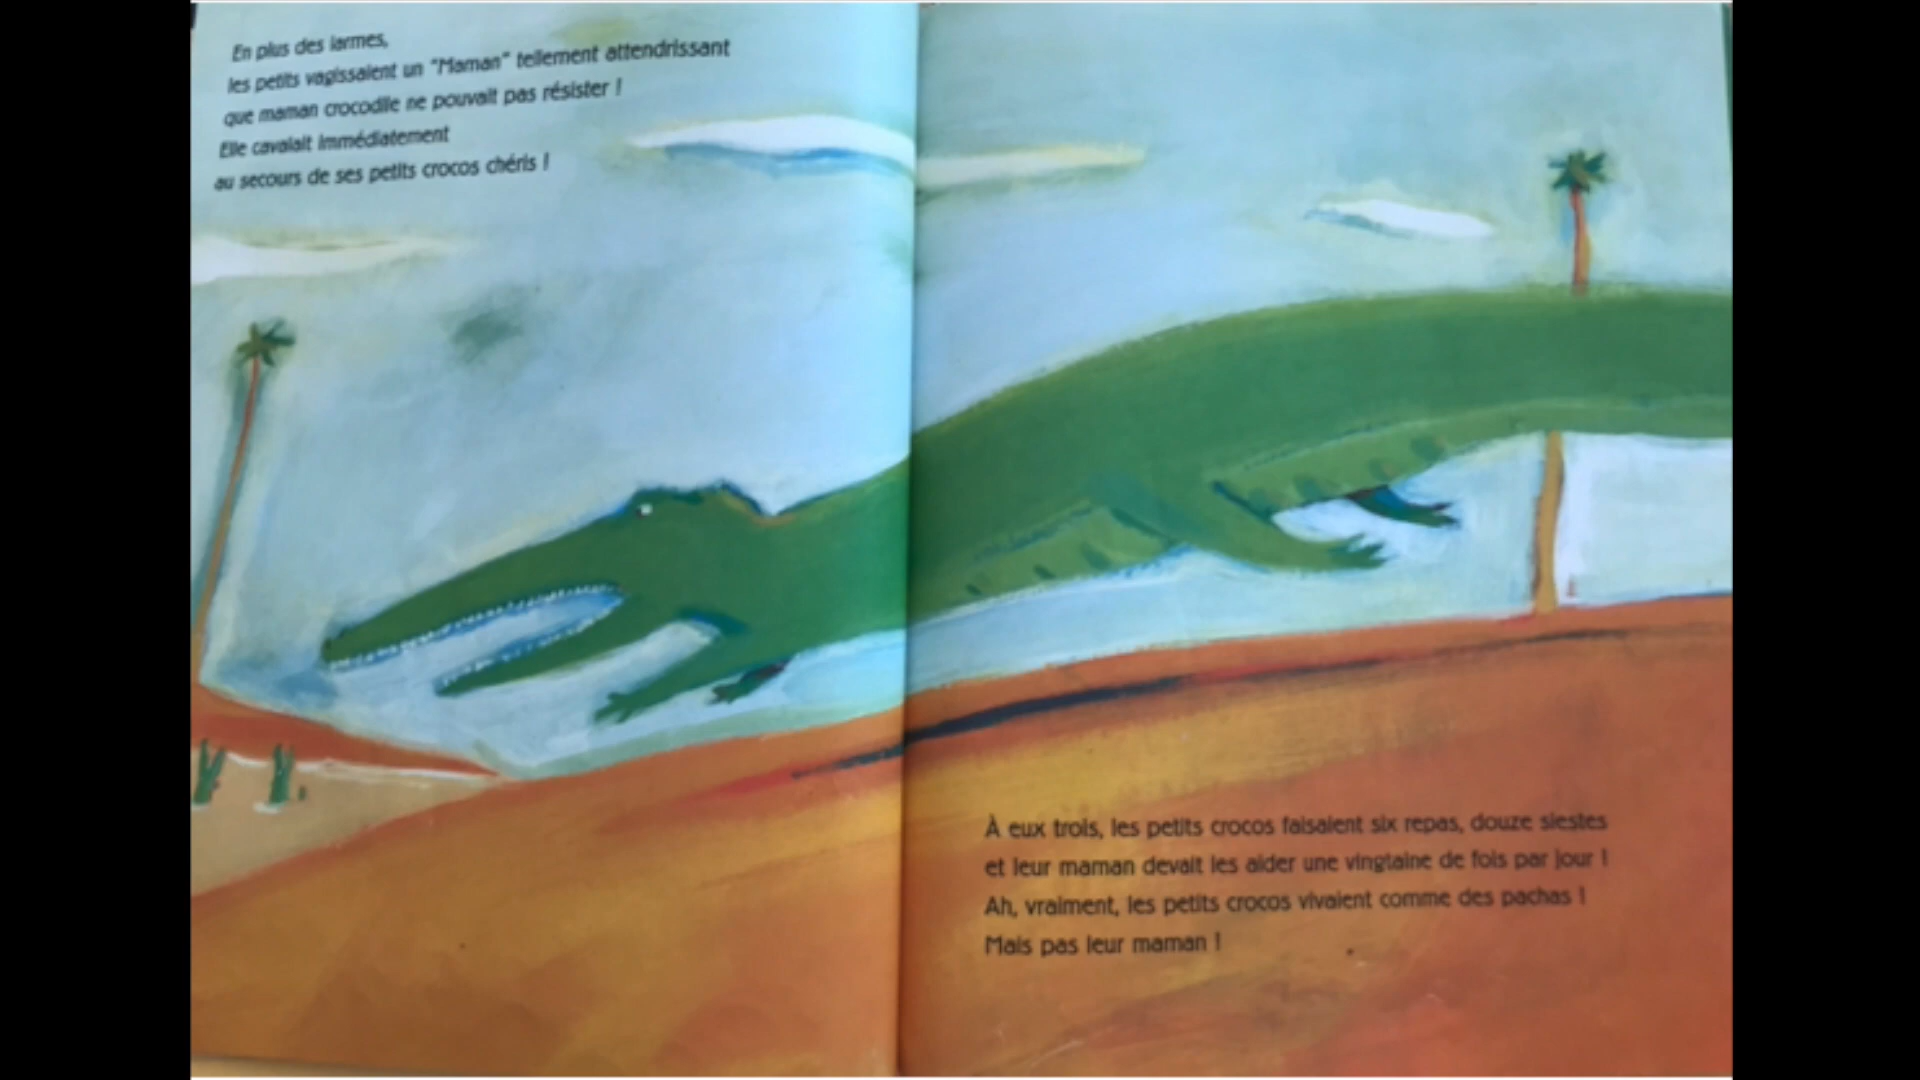 En plus des larmes,
les petits vagissaient un "Maman" tellement attendrissant
que maman crocodile ne pouvait pas résister !
Elle cavalait immédiatement
au secours de ses petits crocos chéris !
À eux trois, les petits crocos faisaient six repas, douze siestes
et leur maman devait les aider une vingtaine de fois par jour !
Ah, vraiment, les petits crocos vivaient comme des pachas !
Mais pas leur maman !